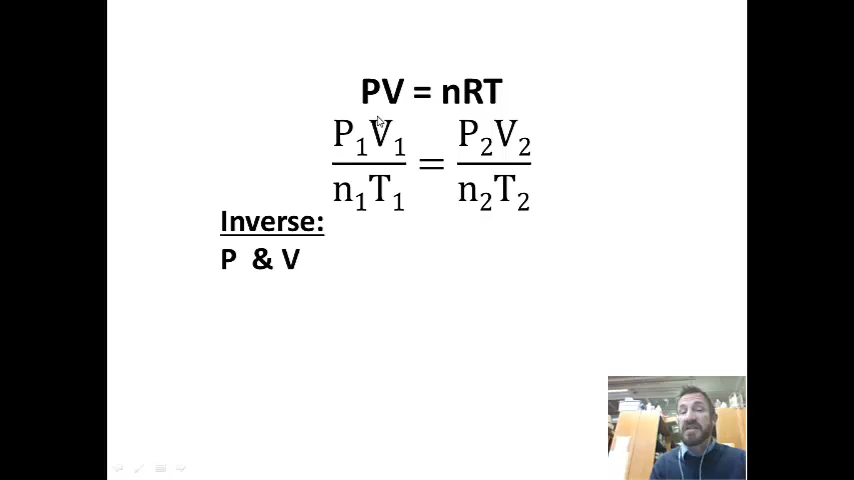 PV = nRT
P₁V₁/n₁T₁ = P₂V₂/n₂T₂
Inverse:
P & V